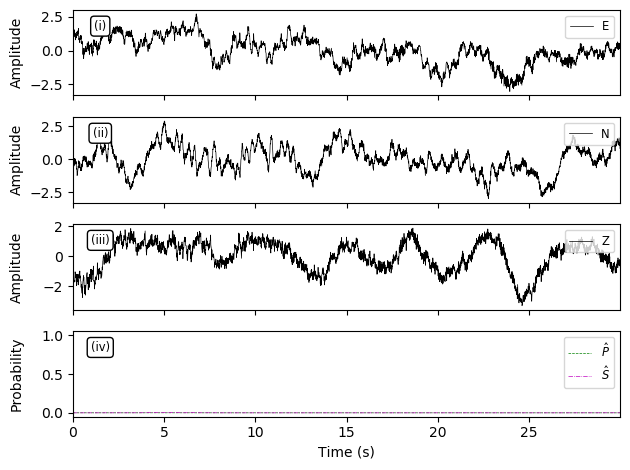 2.5
0.0
−2.5
Amplitude
(i)
E
2.5
0.0
−2.5
Amplitude
(ii)
N
2
0
−2
Amplitude
(iii)
Z
1.0
0.5
0.0
Probability
(iv)
P̂
Ŝ
0 5 10 15 20 25
Time (s)